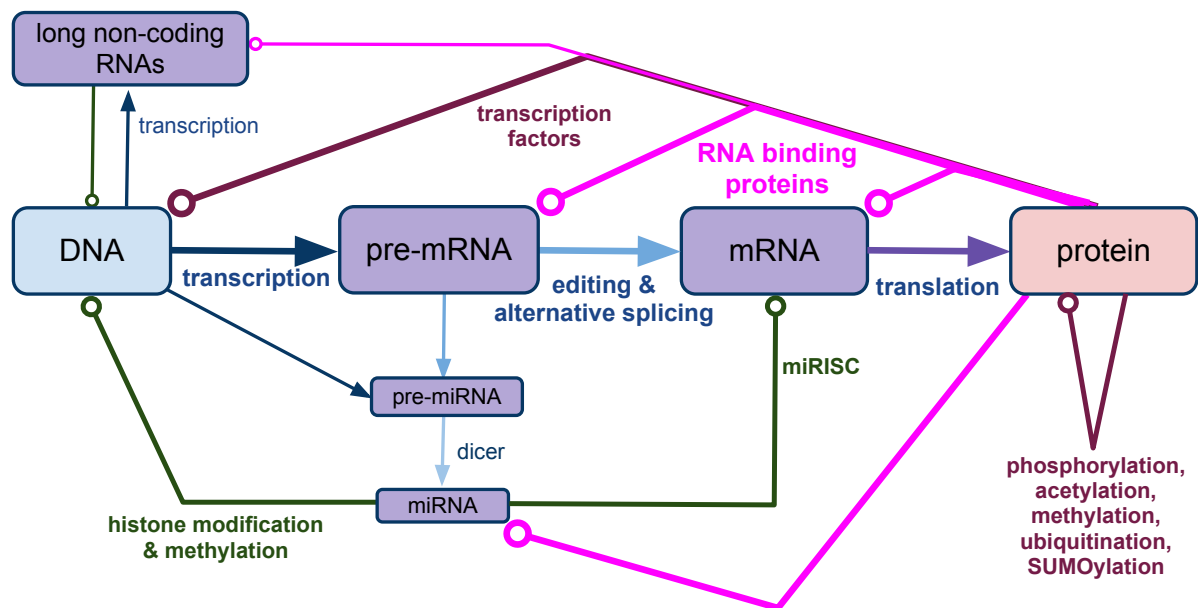 long non-coding
RNAs
transcription
transcription
factors
RNA binding
proteins
DNA
transcription
pre-mRNA
editing &
alternative splicing
mRNA
translation
protein
miRISC
pre-miRNA
dicer
miRNA
histone modification
& methylation
phosphorylation,
acetylation,
methylation,
ubiquitination,
SUMOylation